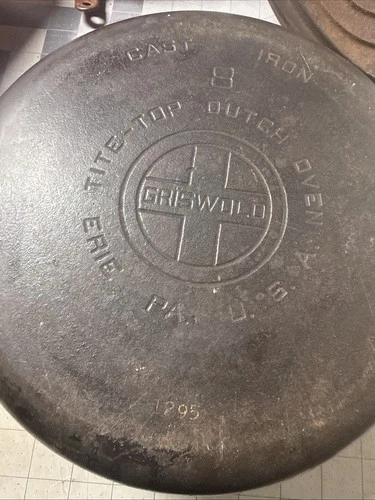 CAST IRON
8
TITE-TOP DUTCH OVEN
GRISWOLD
ERIE PA. U.S.A.
1295